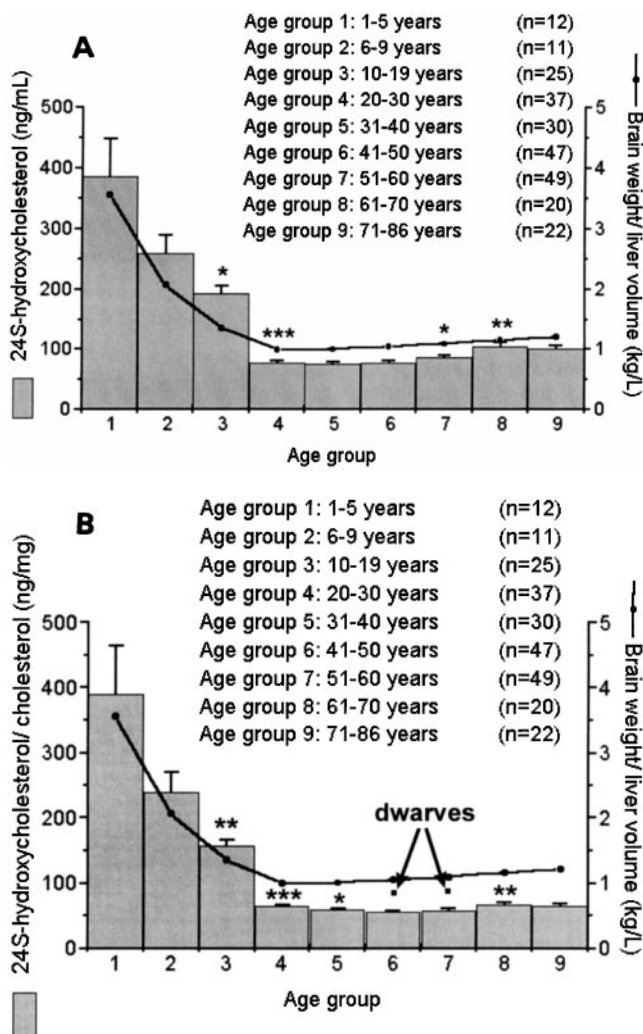 A
Age group 1: 1-5 years (n=12)
Age group 2: 6-9 years (n=11)
Age group 3: 10-19 years (n=25)
Age group 4: 20-30 years (n=37)
Age group 5: 31-40 years (n=30)
Age group 6: 41-50 years (n=47)
Age group 7: 51-60 years (n=49)
Age group 8: 61-70 years (n=20)
Age group 9: 71-86 years (n=22)
24S-hydroxycholesterol (ng/mL)
500
400
300
200
100
0
* *** * **
5
4
3
2
1
0
Brain weight/ liver volume (kg/L)
1 2 3 4 5 6 7 8 9
Age group
B
Age group 1: 1-5 years (n=12)
Age group 2: 6-9 years (n=11)
Age group 3: 10-19 years (n=25)
Age group 4: 20-30 years (n=37)
Age group 5: 31-40 years (n=30)
Age group 6: 41-50 years (n=47)
Age group 7: 51-60 years (n=49)
Age group 8: 61-70 years (n=20)
Age group 9: 71-86 years (n=22)
24S-hydroxycholesterol/ cholesterol (ng/mg)
500
400
300
200
100
0
dwarves
** *** * **
5
4
3
2
1
0
Brain weight/ liver volume (kg/L)
1 2 3 4 5 6 7 8 9
Age group